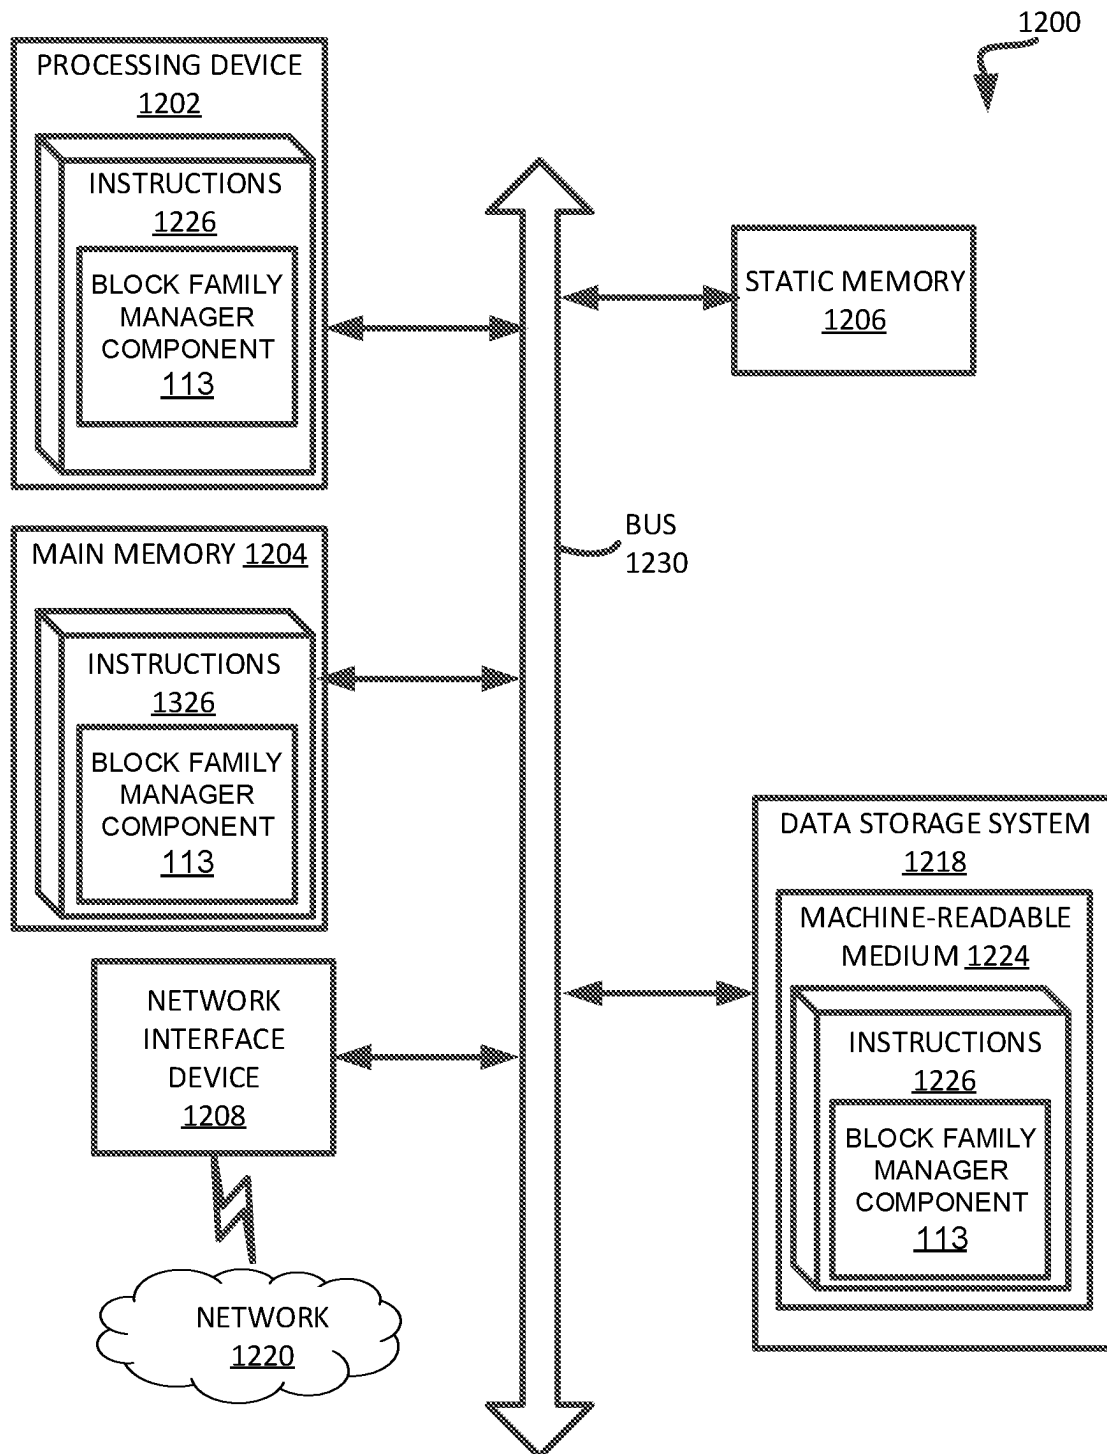 1200
PROCESSING DEVICE
1202
INSTRUCTIONS
1226
BLOCK FAMILY
MANAGER
COMPONENT
113
STATIC MEMORY
1206
BUS
1230
MAIN MEMORY 1204
INSTRUCTIONS
1326
BLOCK FAMILY
MANAGER
COMPONENT
113
DATA STORAGE SYSTEM
1218
MACHINE-READABLE
MEDIUM 1224
INSTRUCTIONS
1226
BLOCK FAMILY
MANAGER
COMPONENT
113
NETWORK
INTERFACE
DEVICE
1208
NETWORK
1220